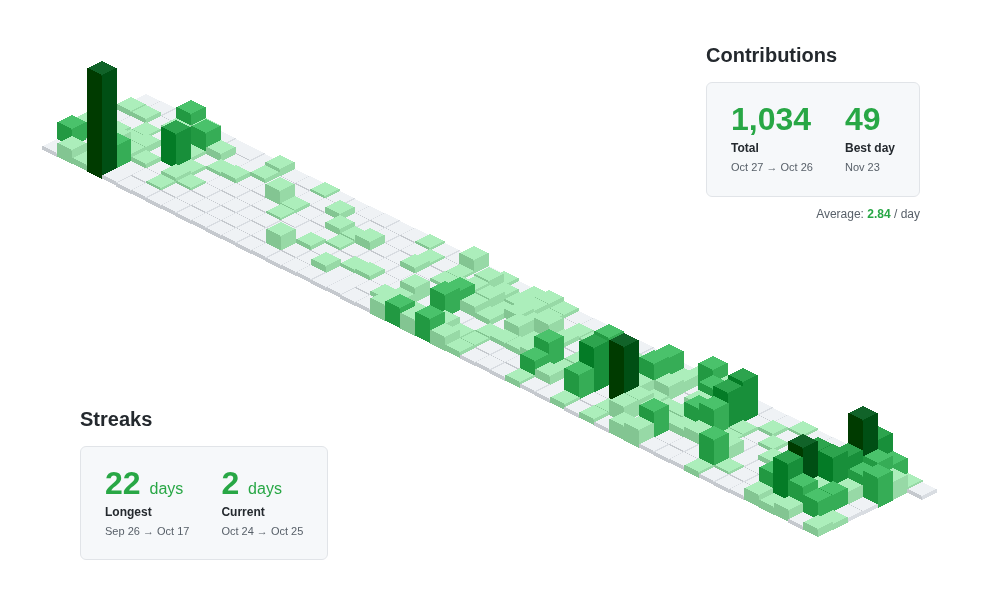 Contributions
1,034 49
Total Best day
Oct 27 → Oct 26 Nov 23
Average: 2.84 / day
Streaks
22 days 2 days
Longest Current
Sep 26 → Oct 17 Oct 24 → Oct 25